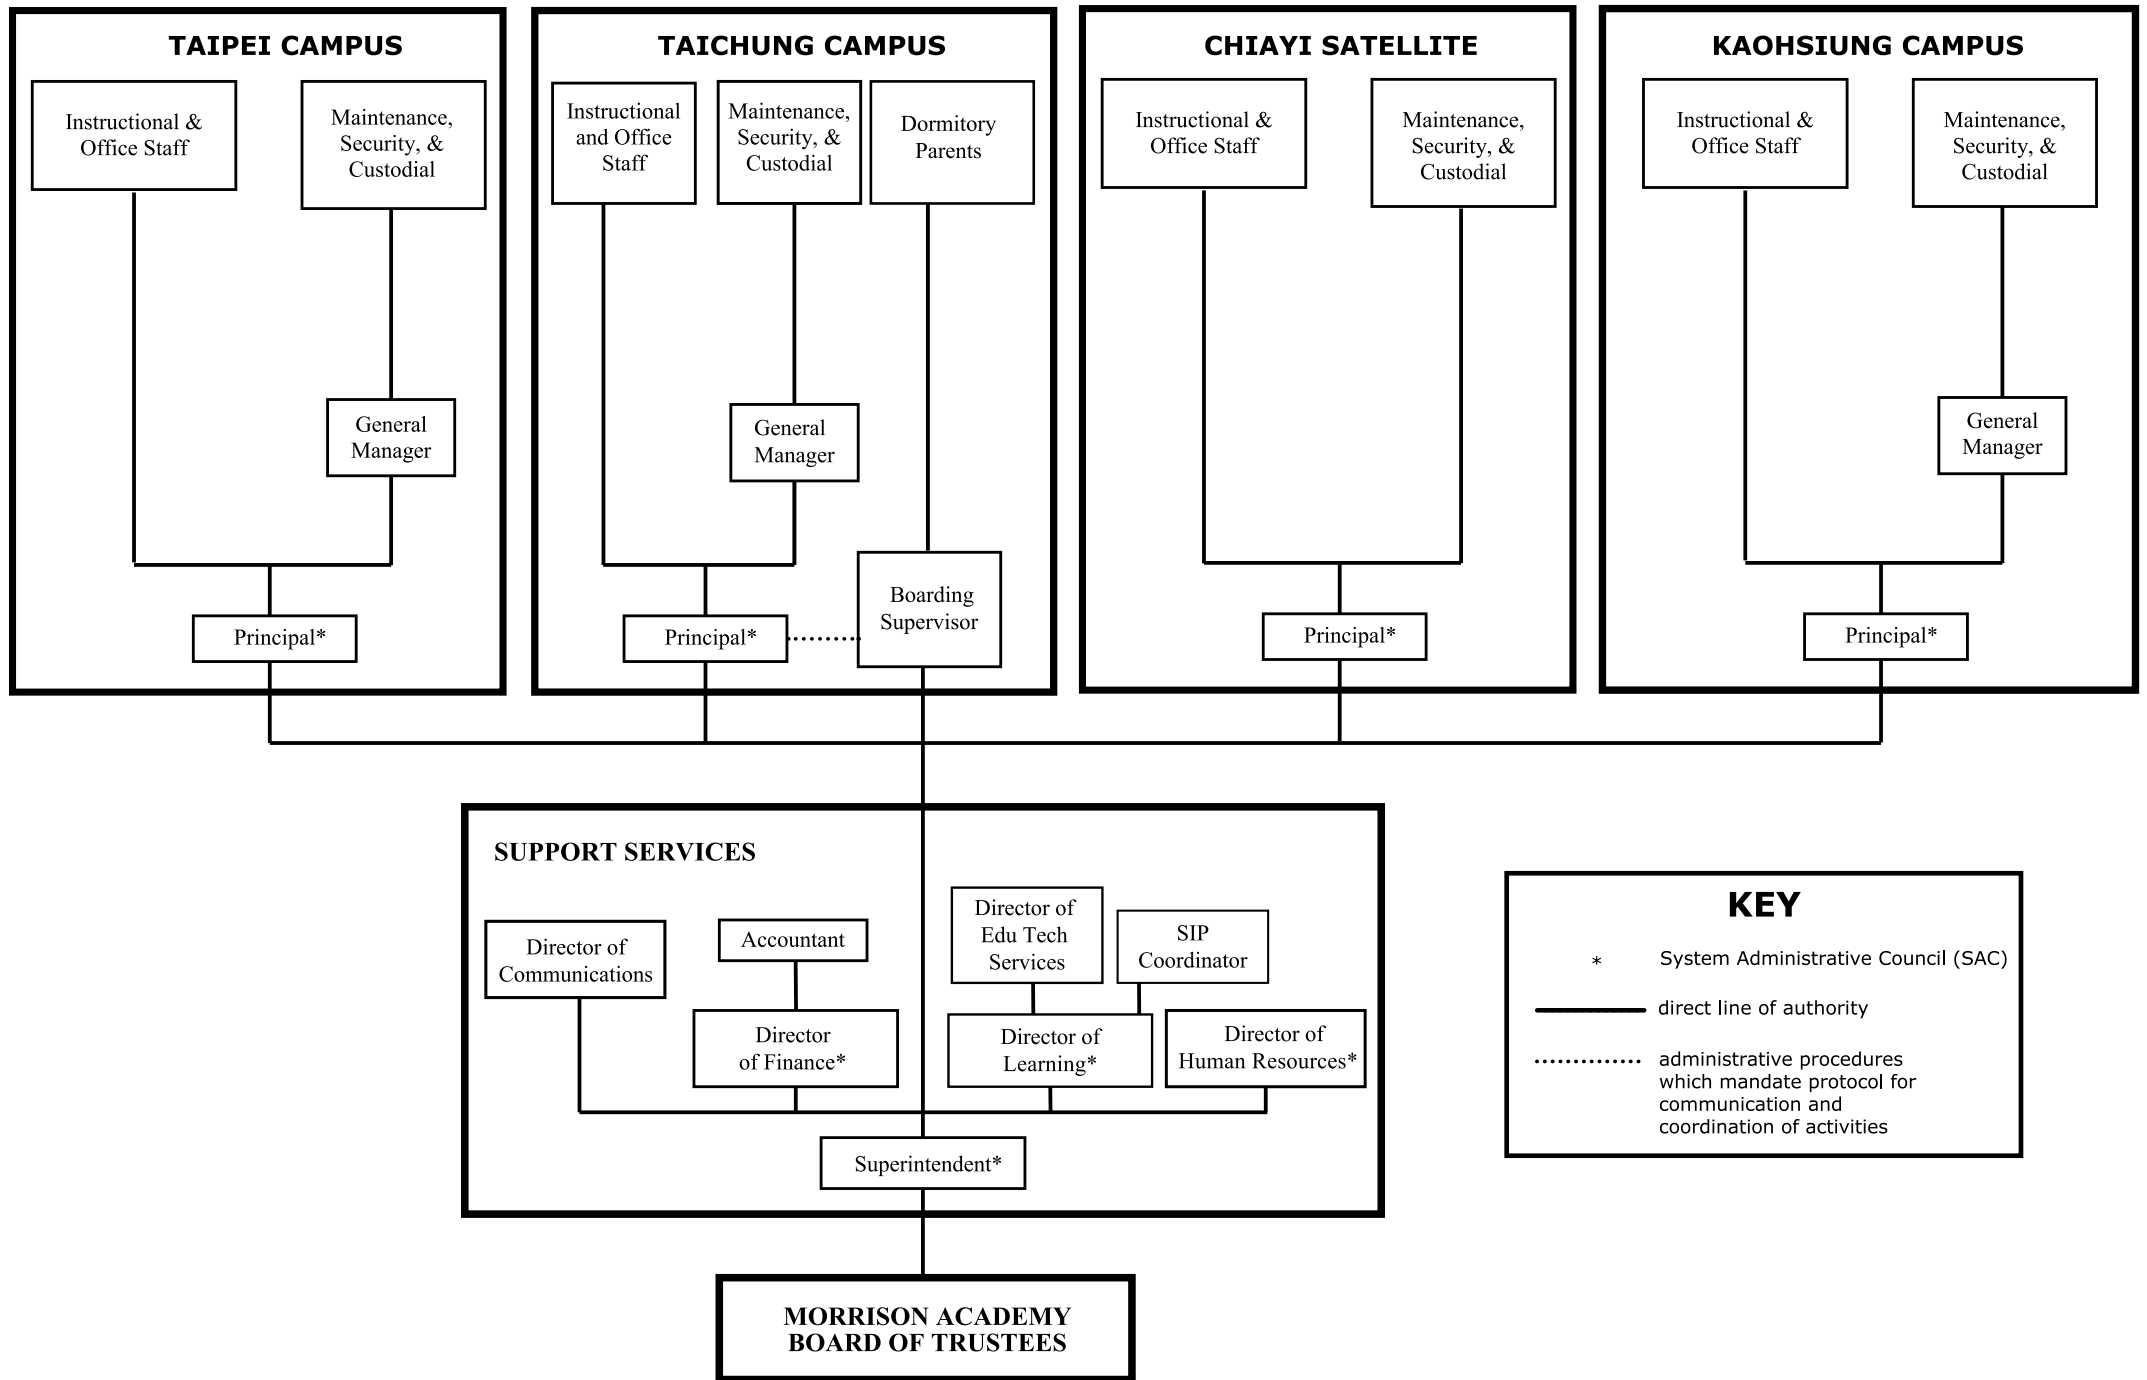 TAIPEI CAMPUS
Instructional &
Office Staff
Maintenance,
Security, &
Custodial
General
Manager
Principal*
TAICHUNG CAMPUS
Instructional
and Office
Staff
Maintenance,
Security, &
Custodial
Dormitory
Parents
General
Manager
Boarding
Supervisor
Principal*
CHIAYI SATELLITE
Instructional &
Office Staff
Maintenance,
Security, &
Custodial
Principal*
KAOHSIUNG CAMPUS
Instructional &
Office Staff
Maintenance,
Security, &
Custodial
General
Manager
Principal*
SUPPORT SERVICES
Director of
Communications
Accountant
Director
of Finance*
Director of
Edu Tech
Services
SIP
Coordinator
Director of
Learning*
Director of
Human Resources*
Superintendent*
MORRISON ACADEMY
BOARD OF TRUSTEES
KEY
* System Administrative Council (SAC)
direct line of authority
administrative procedures
which mandate protocol for
communication and
coordination of activities